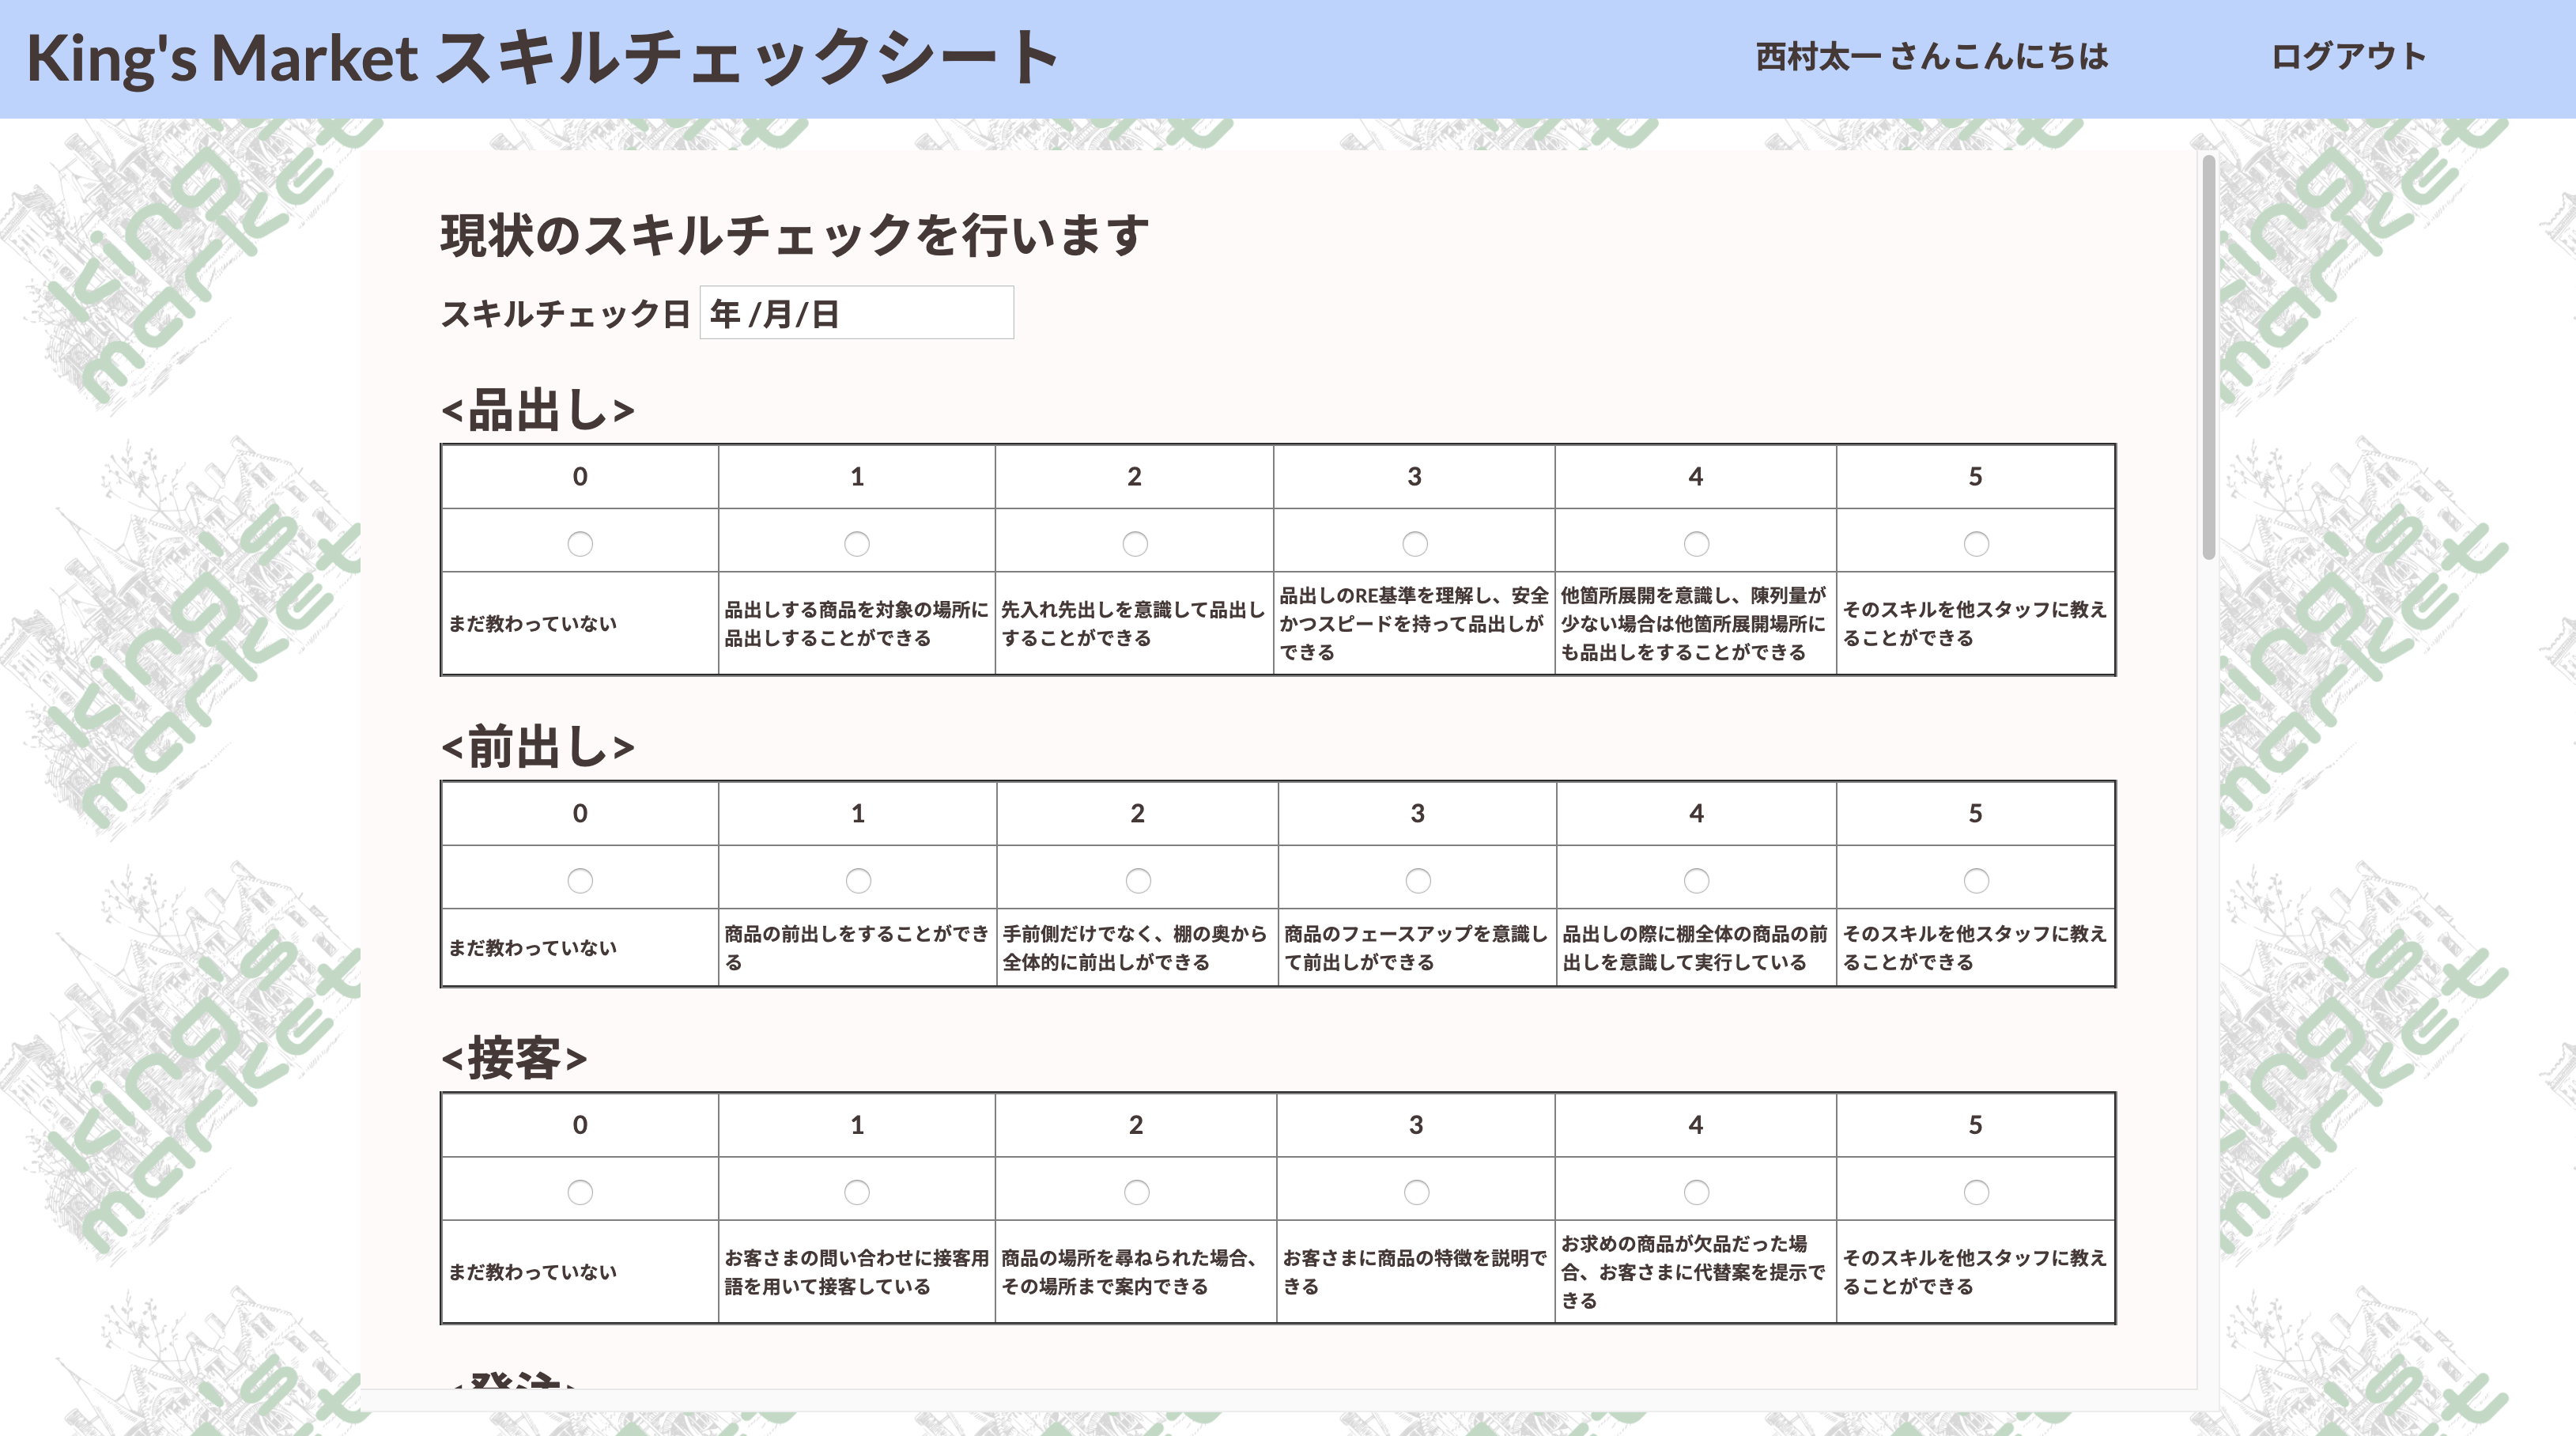 King's Market スキルチェックシート
西村太一 さんこんにちは
ログアウト
現状のスキルチェックを行います
スキルチェック日 年 /月/日
<品出し>
0 1 2 3 4 5
まだ教わっていない
品出しする商品を対象の場所に
品出しすることができる
先入れ先出しを意識して品出し
することができる
品出しのRE基準を理解し、安全
かつスピードを持って品出しが
できる
他箇所展開を意識し、陳列量が
少ない場合は他箇所展開場所に
も品出しをすることができる
そのスキルを他スタッフに教え
ることができる
<前出し>
0 1 2 3 4 5
まだ教わっていない
商品の前出しをすることができ
る
手前側だけでなく、棚の奥から
全体的に前出しができる
商品のフェースアップを意識し
て前出しができる
品出しの際に棚全体の商品の前
出しを意識して実行している
そのスキルを他スタッフに教え
ることができる
<接客>
0 1 2 3 4 5
まだ教わっていない
お客さまの問い合わせに接客用
語を用いて接客している
商品の場所を尋ねられた場合、
その場所まで案内できる
お客さまに商品の特徴を説明で
きる
お求めの商品が欠品だった場
合、お客さまに代替案を提示で
きる
そのスキルを他スタッフに教え
ることができる
king's
market